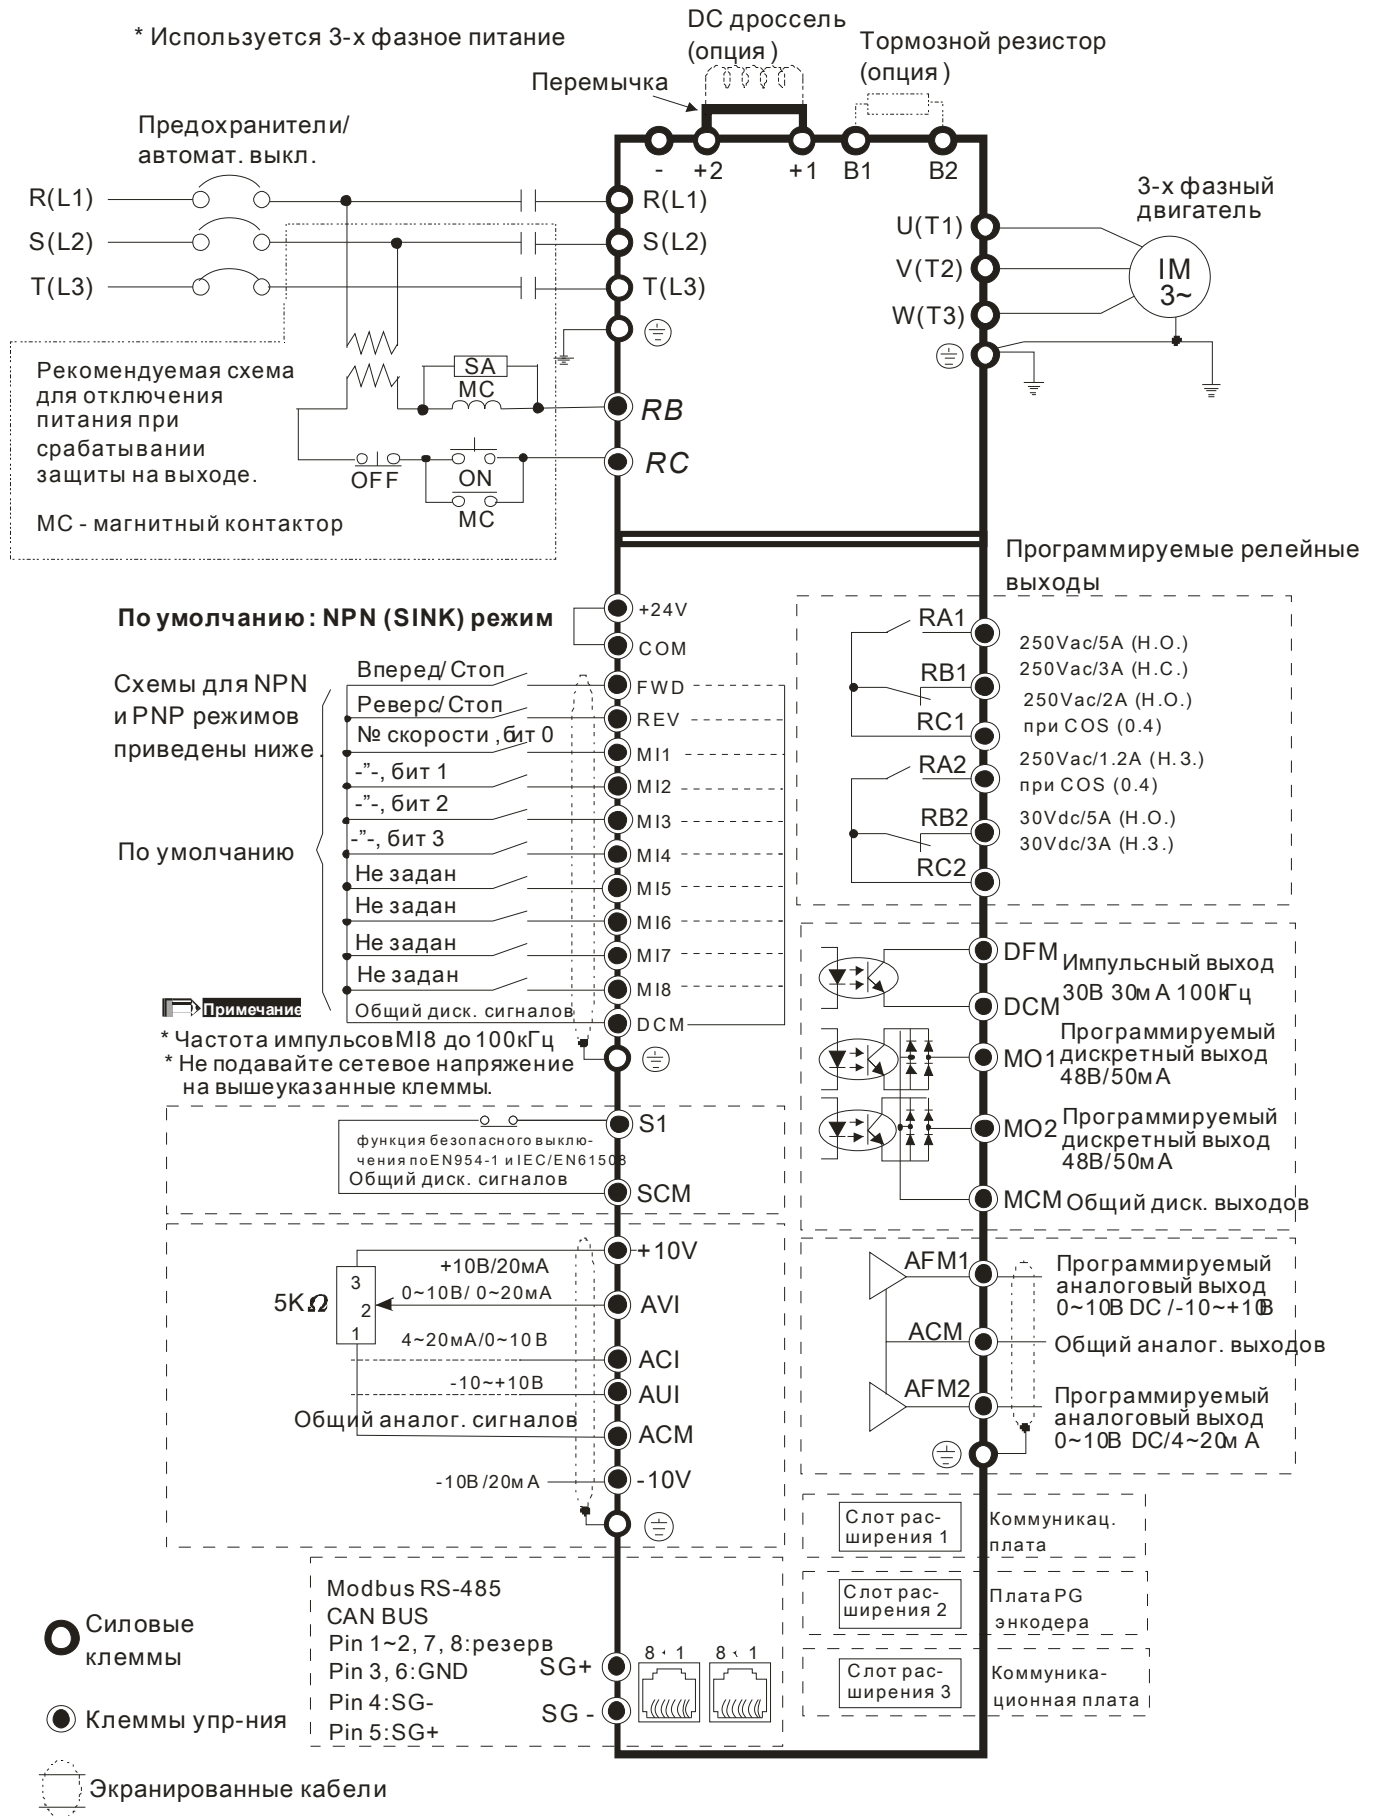 * Используется 3-х фазное питание
DC дроссель
(опция)
Тормозной резистор
(опция)
Перемычка
Предохранители/
автомат. выкл.
- +2 +1 B1 B2
R(L1)
S(L2)
T(L3)
R(L1)
S(L2)
T(L3)
U(T1)
V(T2)
W(T3)
3-х фазный
двигатель
IM
3~
Рекомендуемая схема
для отключения
питания при
срабатывании
защиты на выходе.
MC - магнитный контактор
SA
MC
OFF
ON
MC
RB
RC
По умолчанию: NPN (SINK) режим
Схемы для NPN
и PNP режимов
приведены ниже.
По умолчанию
Вперед/Стоп
Реверс/Стоп
№ скорости, бит 0
-”-, бит 1
-”-, бит 2
-”-, бит 3
Не задан
Не задан
Не задан
Не задан
Общий диск. сигналов
+24V
COM
FWD
REV
MI1
MI2
MI3
MI4
MI5
MI6
MI7
MI8
DCM
Примечание
* Частота импульсов MI8 до 100кГц
* Не подавайте сетевое напряжение
на вышеуказанные клеммы.
Программируемые релейные
выходы
RA1
RB1
RC1
RA2
RB2
RC2
250Vac/5A (Н.О.)
250Vac/3A (Н.С.)
250Vac/2A (Н.О.)
при COS (0.4)
250Vac/1.2A (Н.З.)
при COS (0.4)
30Vdc/5A (Н.О.)
30Vdc/3A (Н.З.)
DFM
DCM
Импульсный выход
30В 30мА 100кГц
MO1
Программируемый
дискретный выход
48В/50мА
MO2
Программируемый
дискретный выход
48В/50мА
MCM Общий диск. выходов
S1
функция безопасного выклю-
чения по EN954-1 и IEC/EN61508
Общий диск. сигналов
SCM
+10V
+10В/20мА
5K Ω
3
2
1
0~10В/ 0~20мА
AVI
4~20мА/0~10В
ACI
-10~+10В
AUI
Общий аналог. сигналов
ACM
-10В/20мА
-10V
AFM1
Программируемый
аналоговый выход
0~10В DC /-10~+10В
ACM
Общий аналог. выходов
AFM2
Программируемый
аналоговый выход
0~10В DC/4~20мА
Слот рас-
ширения 1
Коммуникац.
плата
Слот рас-
ширения 2
Плата PG
энкодера
Слот рас-
ширения 3
Коммуника-
ционная плата
Modbus RS-485
CAN BUS
Pin 1~2, 7, 8:резерв
Pin 3, 6:GND
Pin 4:SG-
Pin 5:SG+
SG+
SG -
8 1
8 1
Силовые
клеммы
Клеммы упр-ния
Экранированные кабели